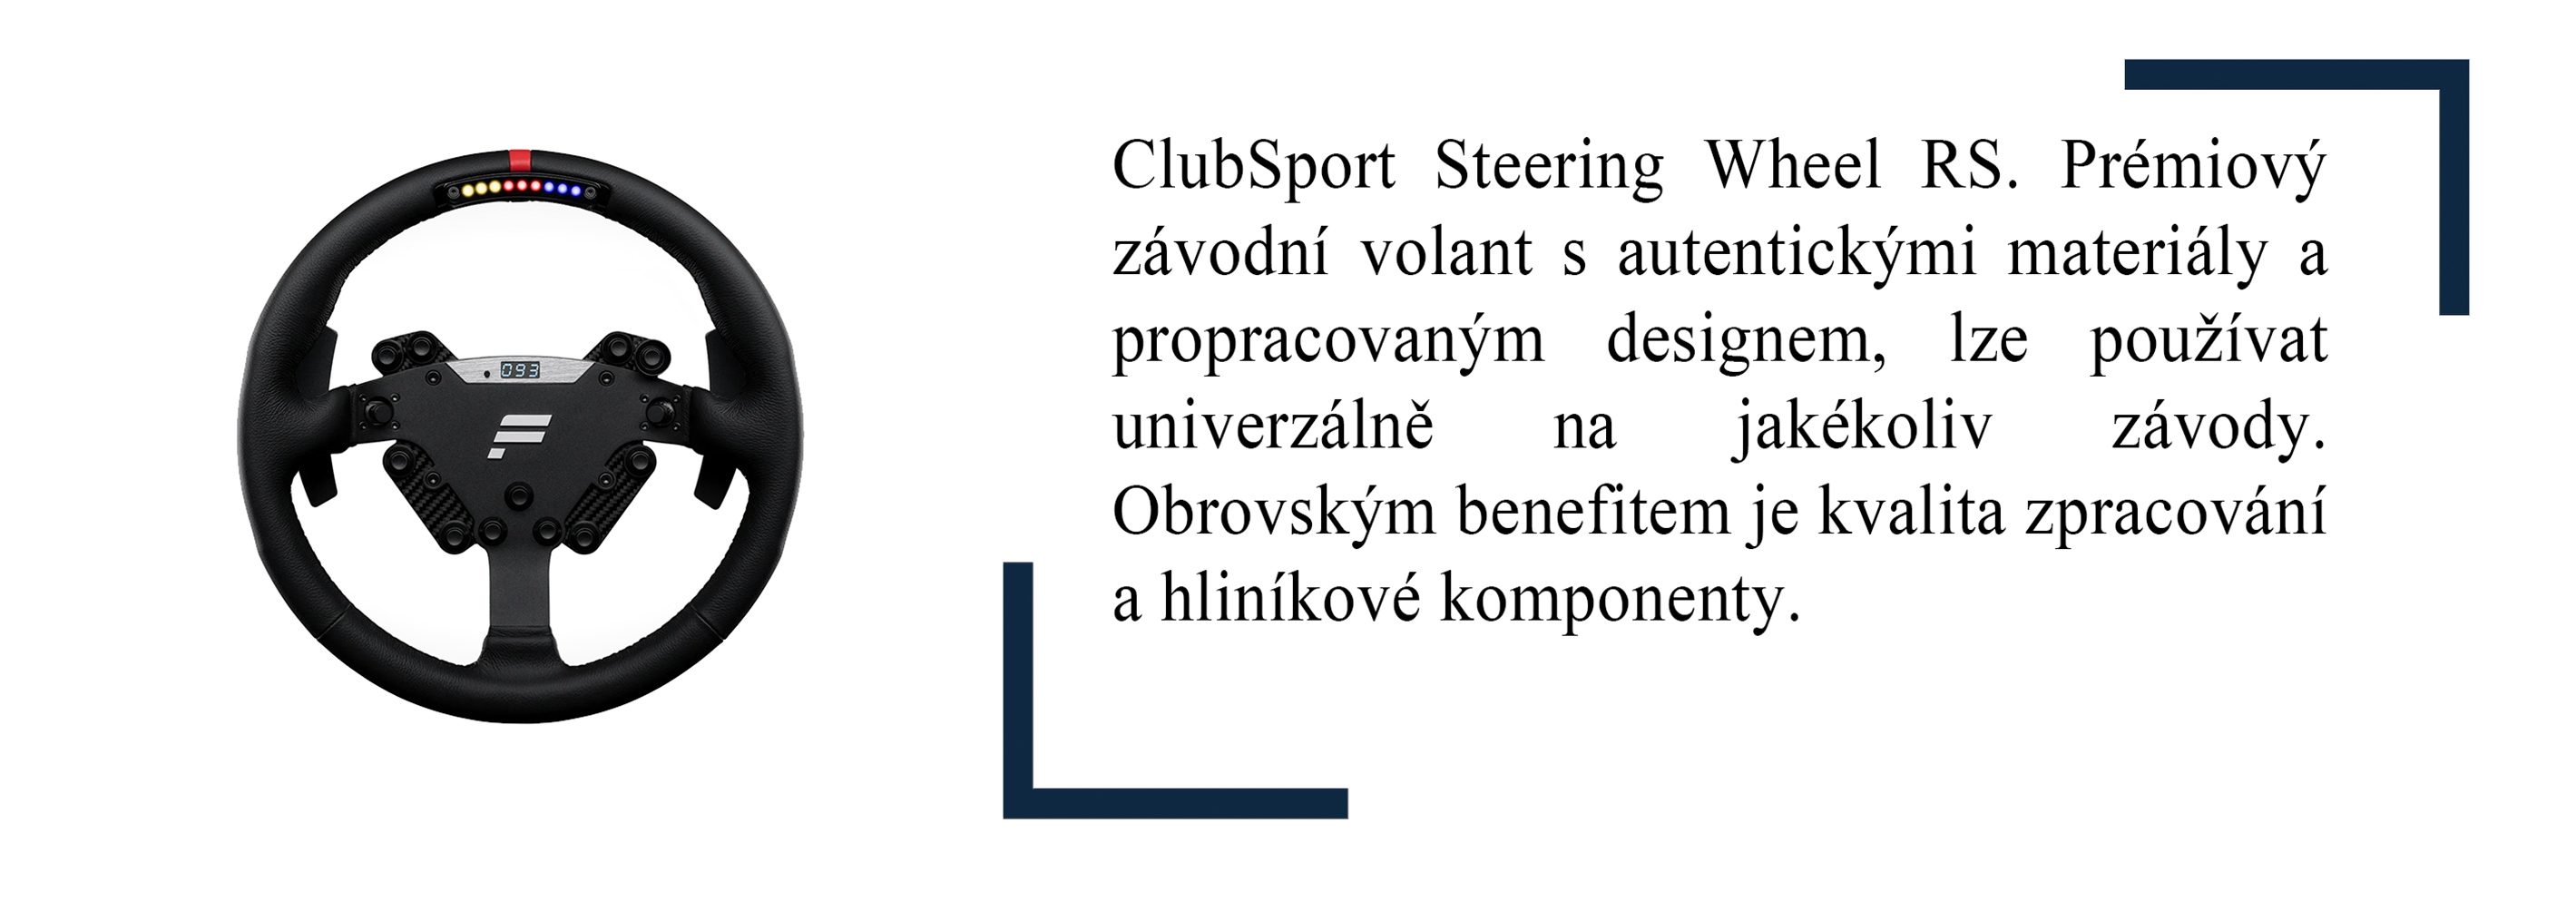 093
ClubSport Steering Wheel RS. Prémiový
závodní volant s autentickými materiály a
propracovaným designem, lze používat
univerzálně na jakékoliv závody.
Obrovským benefitem je kvalita zpracování
a hliníkové komponenty.